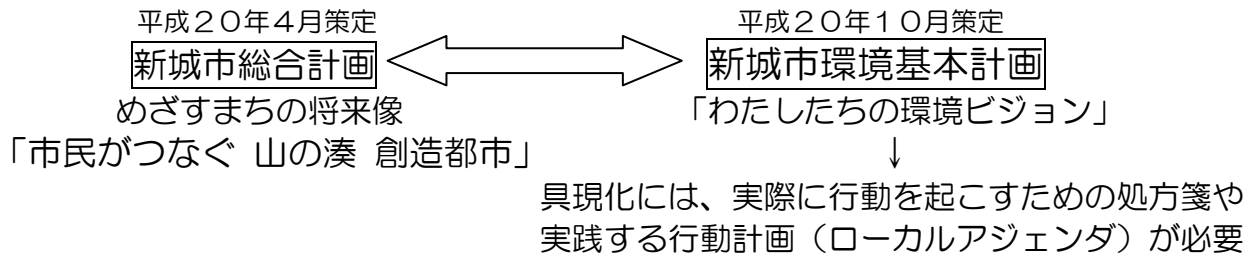 平成２０年４月策定
新城市総合計画
めざすまちの将来像
「市民がつなぐ 山の湊 創造都市」
平成２０年１０月策定
新城市環境基本計画
「わたしたちの環境ビジョン」
↓
具現化には、実際に行動を起こすための処方箋や
実践する行動計画（ローカルアジェンダ）が必要